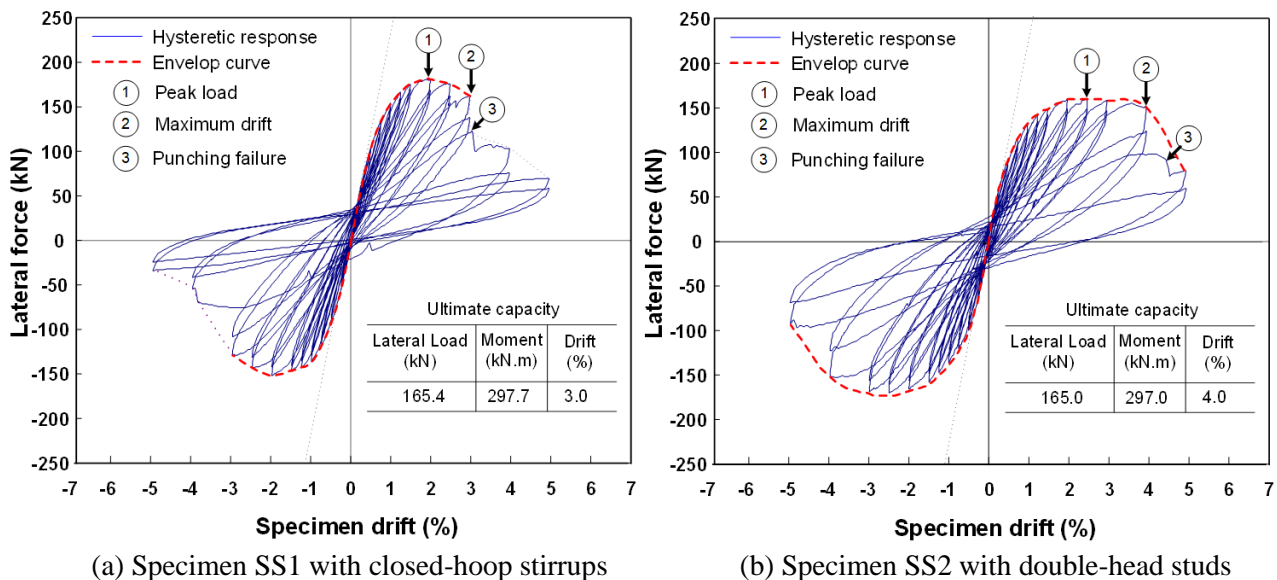 250
200
150
100
50
0
-50
-100
-150
-200
-250
Lateral force (kN)
Hysteretic response
Envelop curve
1 Peak load
2 Maximum drift
3 Punching failure
1
2
3
Ultimate capacity
Lateral Load Moment Drift
(kN) (kN.m) (%)
165.4 297.7 3.0
-7 -6 -5 -4 -3 -2 -1 0 1 2 3 4 5 6 7
Specimen drift (%)
(a) Specimen SS1 with closed-hoop stirrups
250
200
150
100
50
0
-50
-100
-150
-200
-250
Lateral force (kN)
Hysteretic response
Envelop curve
1 Peak load
2 Maximum drift
3 Punching failure
1
2
3
Ultimate capacity
Lateral Load Moment Drift
(kN) (kN.m) (%)
165.0 297.0 4.0
-7 -6 -5 -4 -3 -2 -1 0 1 2 3 4 5 6 7
Specimen drift (%)
(b) Specimen SS2 with double-head studs